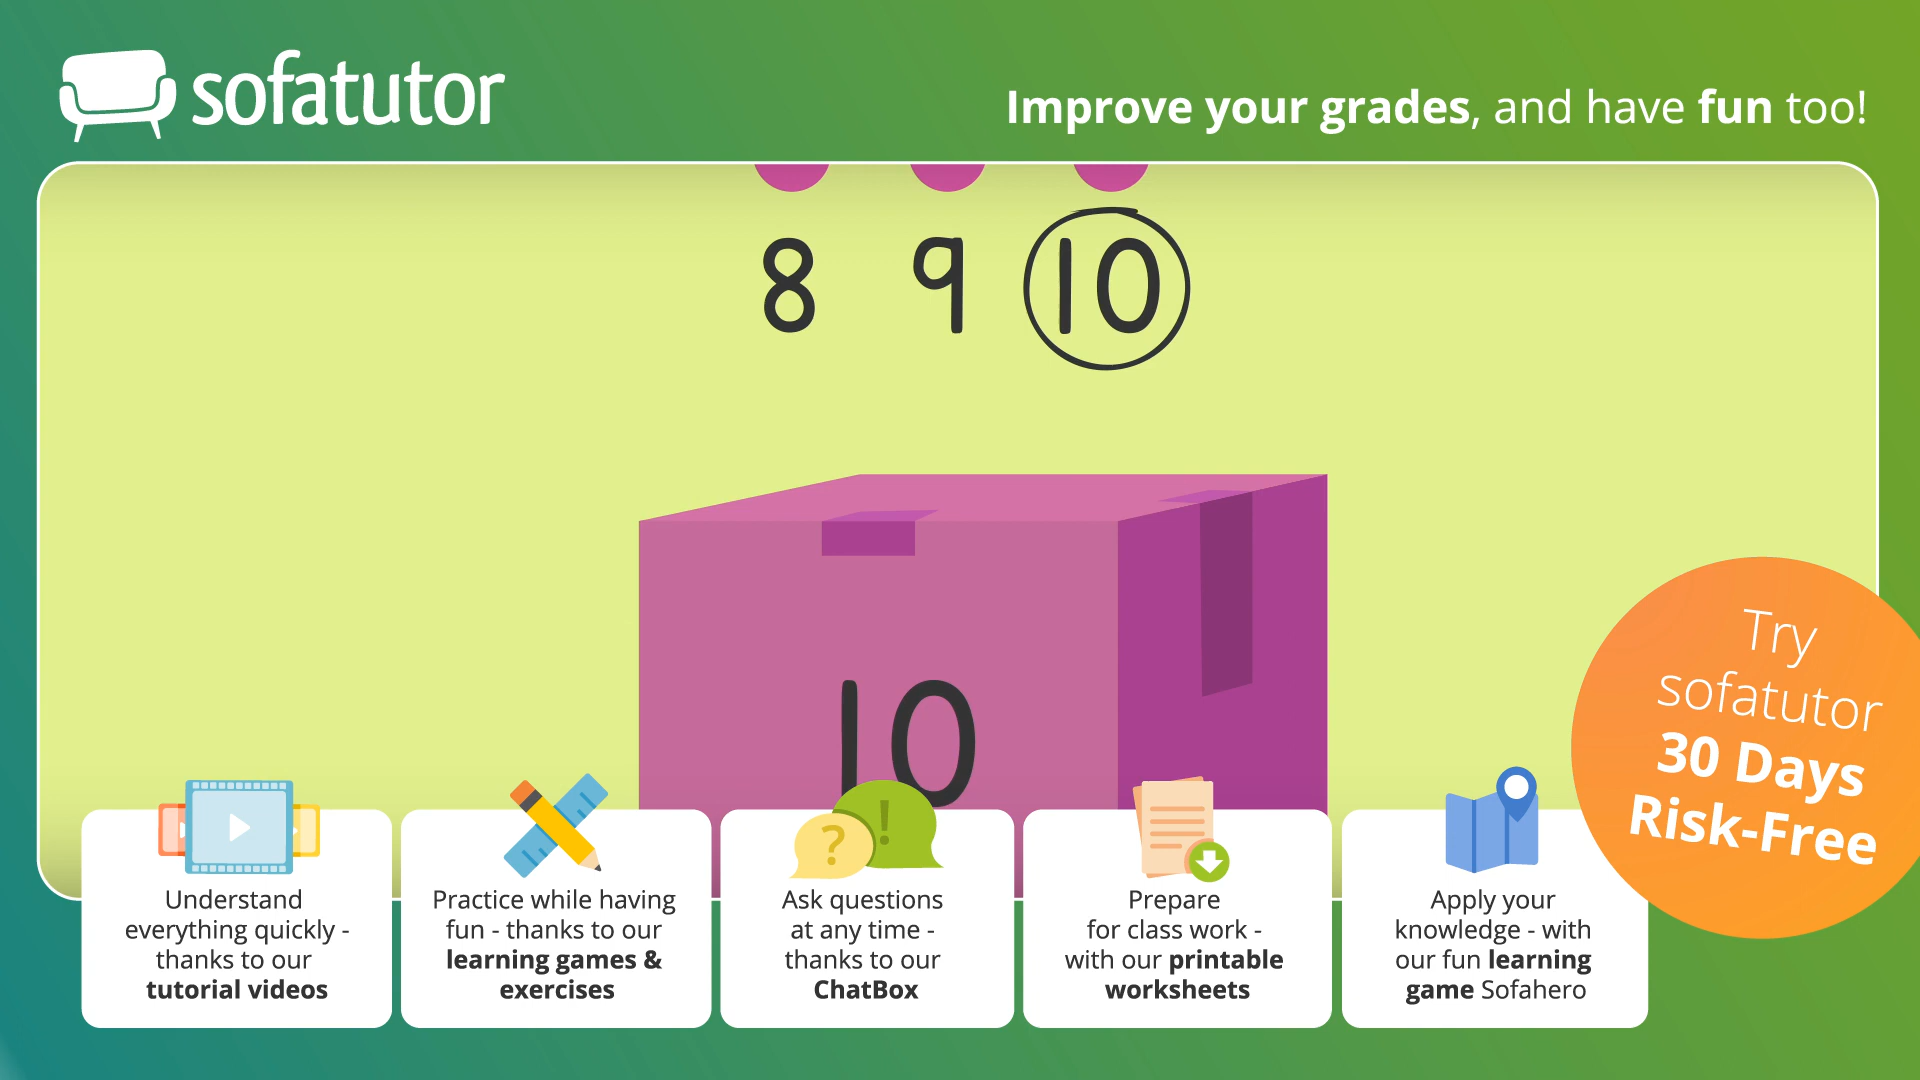 sofatutor
Improve your grades, and have fun too!
8 9 10
10
Try
sofatutor
30 Days
Risk-Free
?
!
Understand
everything quickly -
thanks to our
tutorial videos
Practice while having
fun - thanks to our
learning games &
exercises
Ask questions
at any time -
thanks to our
ChatBox
Prepare
for class work -
with our printable
worksheets
Apply your
knowledge - with
our fun learning
game Sofahero